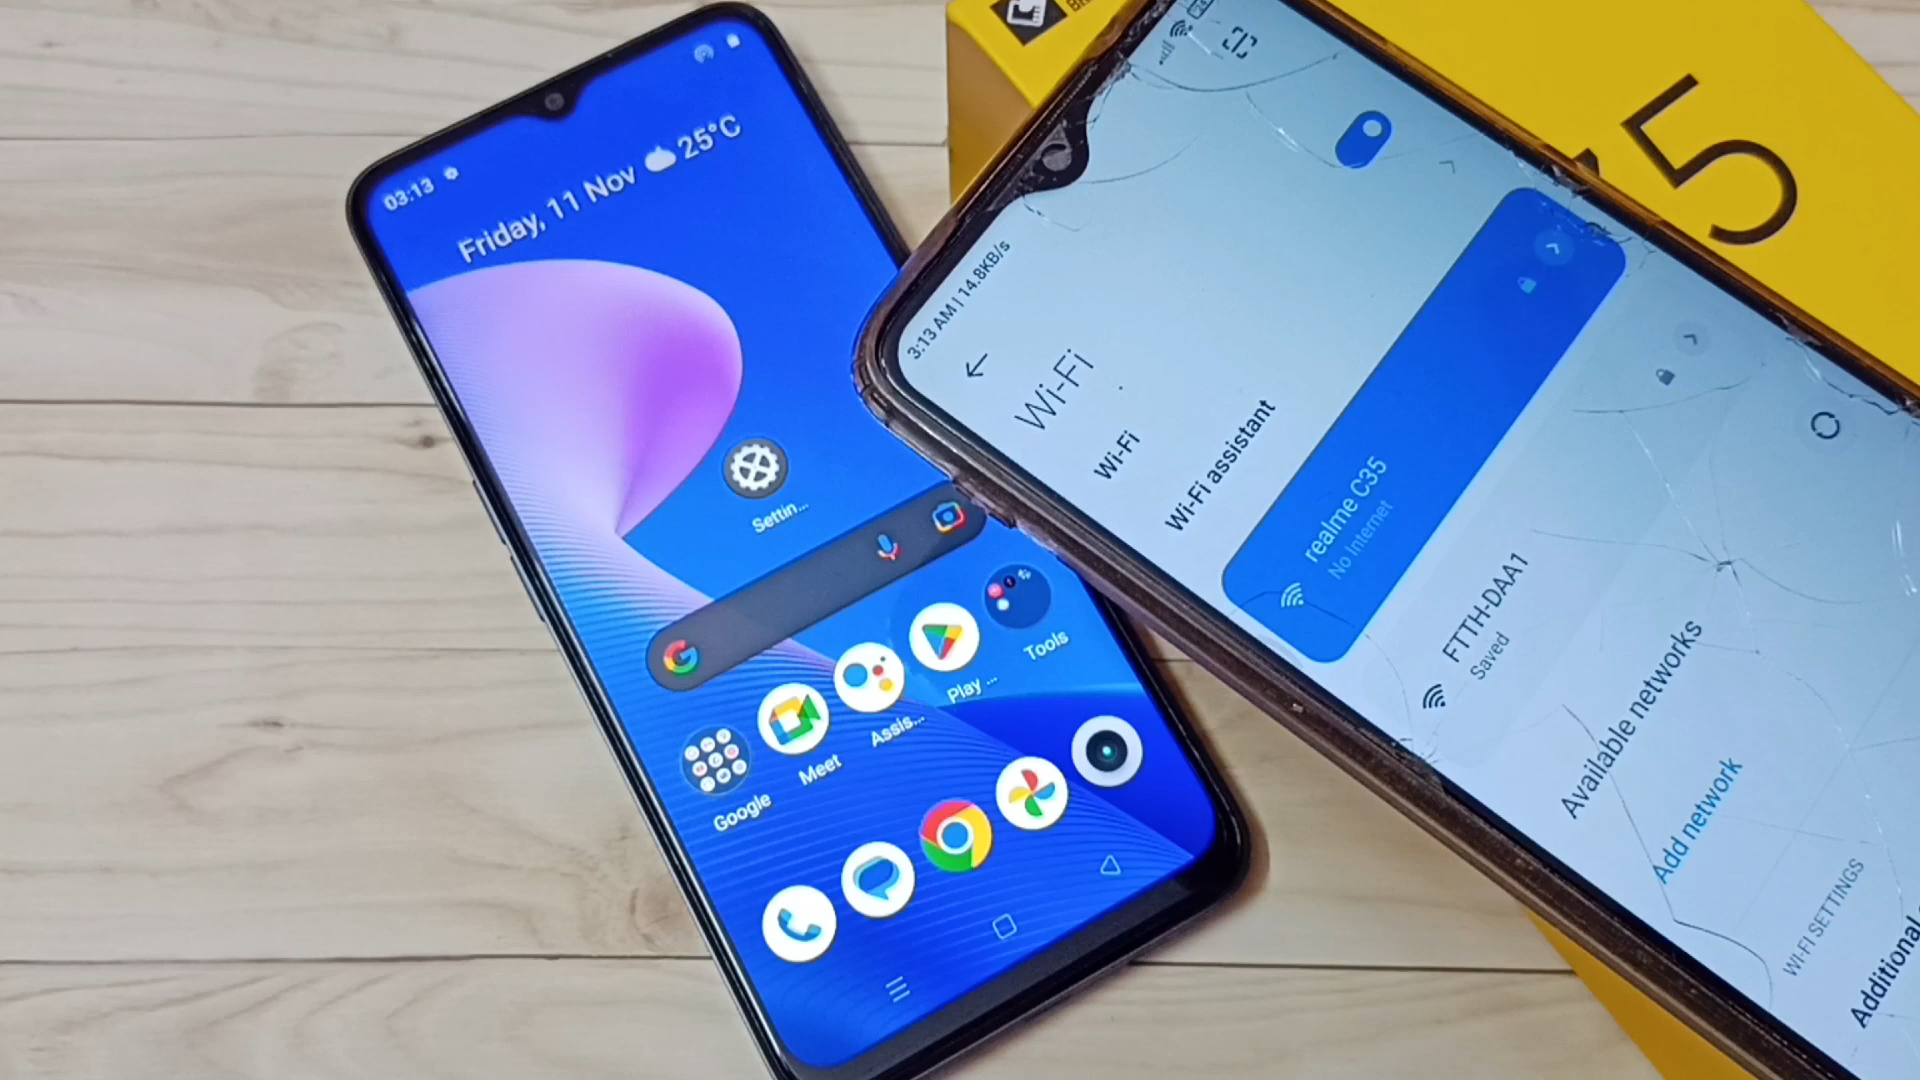 03:13
Friday, 11 Nov 25°C
Settin...
Tools
Play ...
Assis...
Meet
Google
5
3:13 AM | 14.8KB/s
Wi-Fi
Wi-Fi
Wi-Fi assistant
realme C35
No Internet
FTTH-DAA1
Saved
Available networks
Add network
WI-FI SETTINGS
Additional